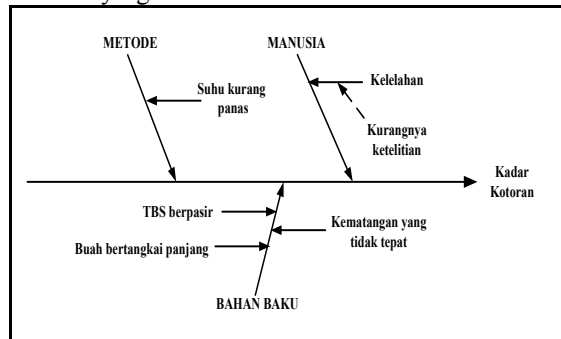 METODE
MANUSIA
Suhu kurang
panas
Kelelahan
Kurangnya
ketelitian
Kadar
Kotoran
TBS berpasir
Kematangan yang
tidak tepat
Buah bertangkai panjang
BAHAN BAKU